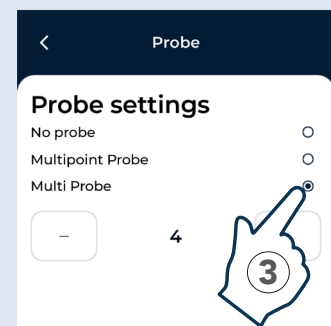 Probe
Probe settings
No probe
Multipoint Probe
Multi Probe
– 4
3